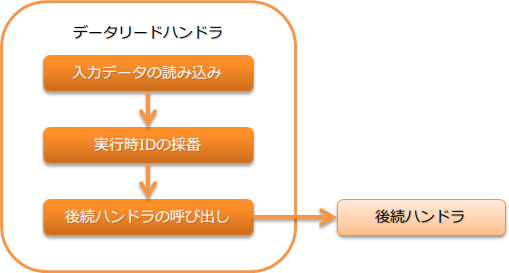 データリードハンドラ
入力データの読み込み
実行時IDの採番
後続ハンドラの呼び出し
後続ハンドラ